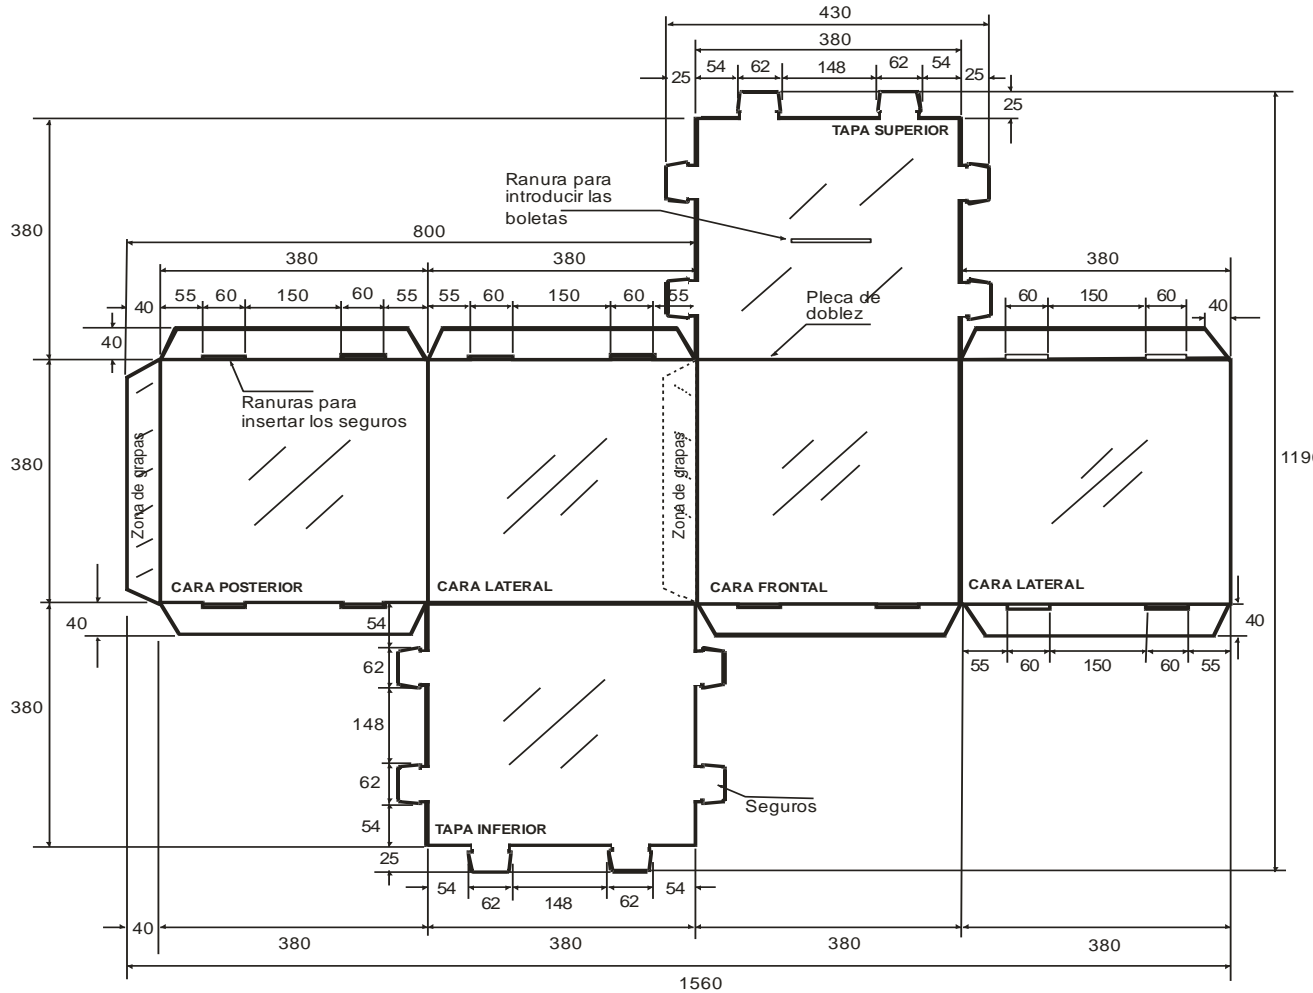 430
380
54 62 148 62 54
25 25
25
TAPA SUPERIOR
Ranura para
introducir las
boletas
380
800
380 380 380
55 60 150 60 55 55 60 150 60 55
60 150 60
40 40
40
Pleca de
doblez
Ranuras para
insertar los seguros
380
Zona de grapas
Zona de grapas
119
CARA POSTERIOR
CARA LATERAL
CARA FRONTAL
CARA LATERAL
40
54
40
62
55 60 150 60 55
380
148
62
Seguros
54
TAPA INFERIOR
25
54 62 148 62 54
40
380 380 380 380
1560